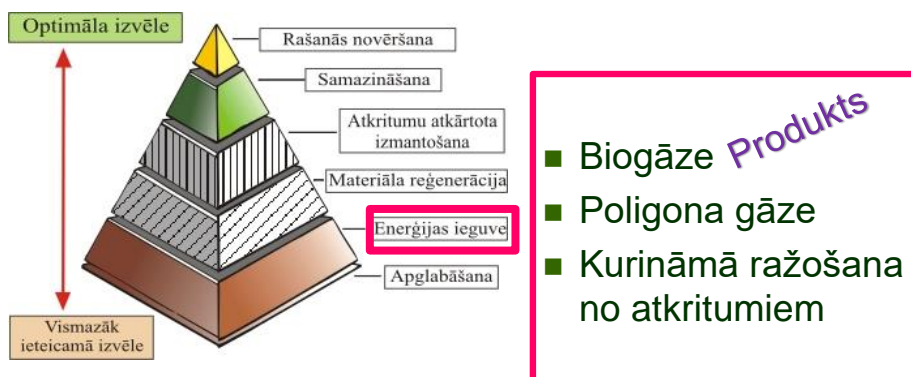 Optimāla izvēle
Rašanās novēršana
Samazināšana
Atkritumu atkārtota
izmantošana
Materiāla reģenerācija
Enerģijas ieguve
Apglabāšana
Vismazāk
ieteicamā izvēle
Produkts
Biogāze
Poligona gāze
Kurināmā ražošana
no atkritumiem